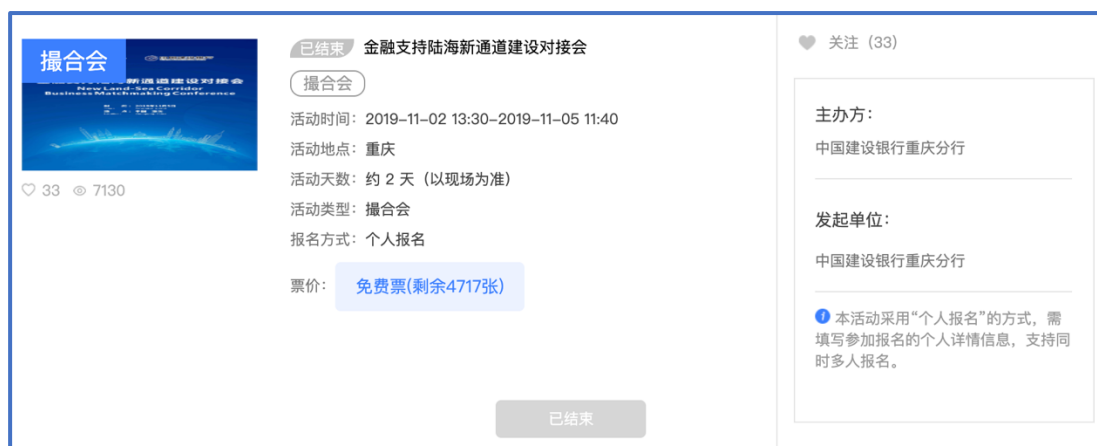 撮合会
新通道建设对接会
New Land-Sea Corridor
Business Matchmaking Conference
33 7130
已结束 金融支持陆海新通道建设对接会
撮合会
活动时间：2019-11-02 13:30-2019-11-05 11:40
活动地点：重庆
活动天数：约 2 天（以现场为准）
活动类型：撮合会
报名方式：个人报名
票价： 免费票(剩余4717张)
已结束
关注（33）
主办方：
中国建设银行重庆分行
发起单位：
中国建设银行重庆分行
本活动采用“个人报名”的方式，需
填写参加报名的个人详情信息，支持同
时多人报名。